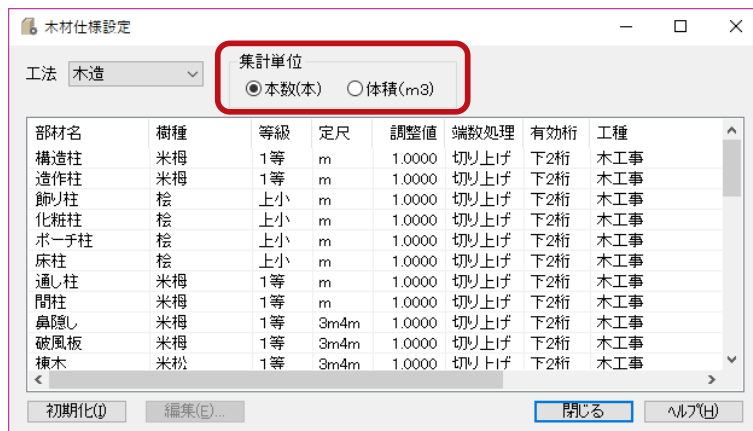 木材仕様設定
工法 木造
集計単位
本数(本) 体積(m3)
部材名 樹種 等級 定尺 調整値 端数処理 有効桁 工種
構造柱 米栂 1等 m 1.0000 切り上げ 下2桁 木工事
造作柱 米栂 1等 m 1.0000 切り上げ 下2桁 木工事
飾り柱 桧 上小 m 1.0000 切り上げ 下2桁 木工事
化粧柱 桧 上小 m 1.0000 切り上げ 下2桁 木工事
ポーチ柱 桧 上小 m 1.0000 切り上げ 下2桁 木工事
床柱 桧 上小 m 1.0000 切り上げ 下2桁 木工事
通し柱 米栂 1等 m 1.0000 切り上げ 下2桁 木工事
間柱 米栂 1等 m 1.0000 切り上げ 下2桁 木工事
鼻隠し 米栂 1等 3m4m 1.0000 切り上げ 下2桁 木工事
破風板 米栂 1等 3m4m 1.0000 切り上げ 下2桁 木工事
棟木 米松 1等 3m4m 1.0000 切り上げ 下2桁 木工事
初期化(I) 編集(E)... 閉じる ヘルプ(H)